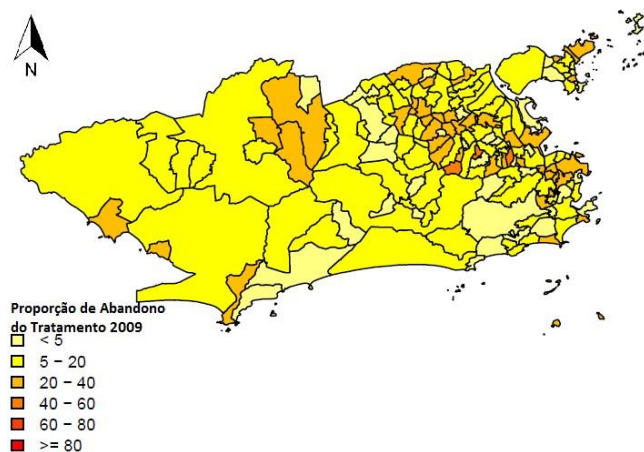 N
Proporção de Abandono
do Tratamento 2009
< 5
5 – 20
20 – 40
40 – 60
60 – 80
>= 80